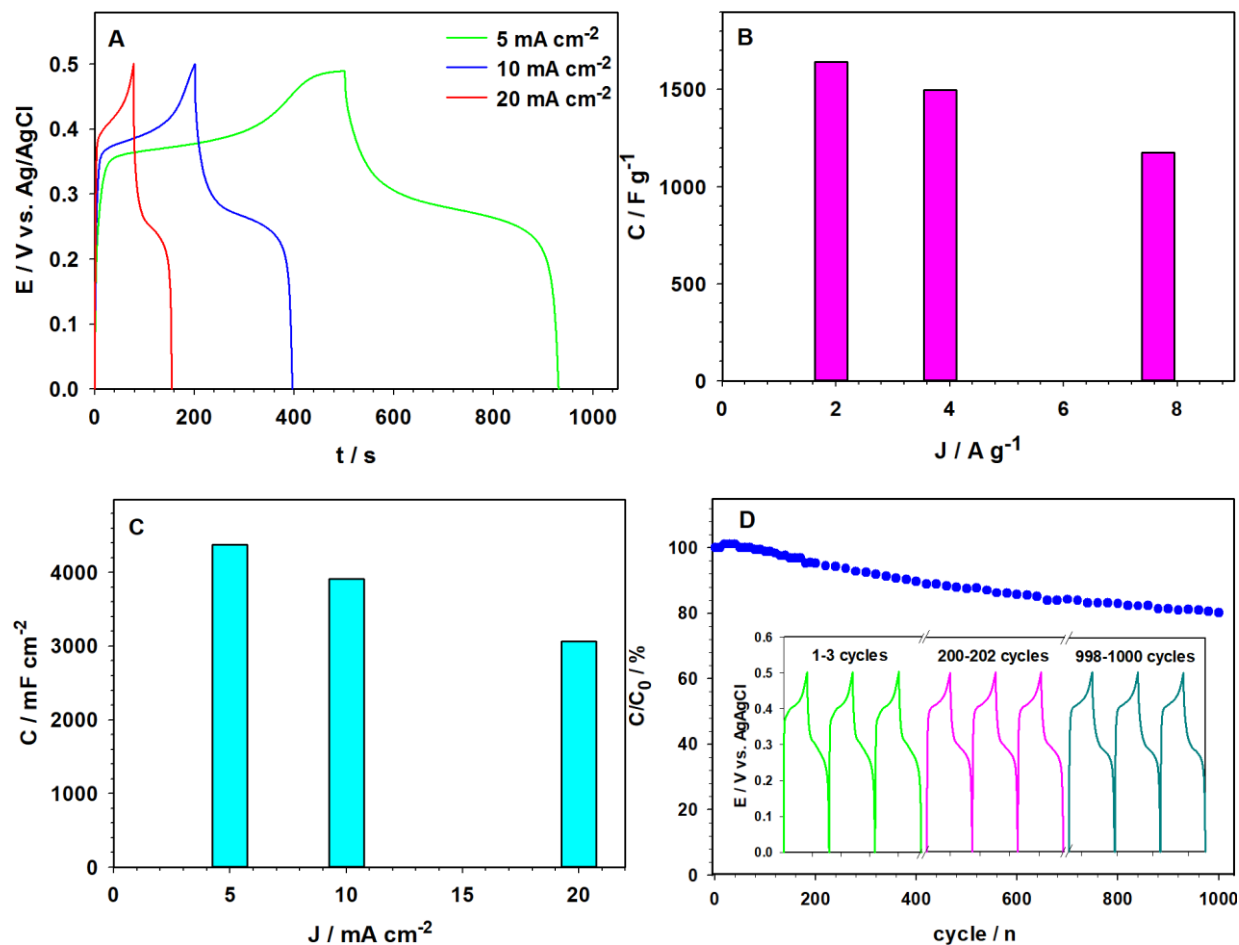 A
5 mA cm-2
10 mA cm-2
20 mA cm-2
E / V vs. Ag/AgCl
0.5
0.4
0.3
0.2
0.1
0.0
0 200 400 600 800 1000
t / s
B
C / F g-1
1500
1000
500
0
0 2 4 6 8
J / A g-1
C
C / mF cm-2
4000
3000
2000
1000
0
0 5 10 15 20
J / mA cm-2
D
C/C0 / %
100
80
60
40
20
0
0 200 400 600 800 1000
cycle / n
E / V vs. AgAgCl
0.6
0.5
0.4
0.3
0.2
0.1
0.0
1-3 cycles 200-202 cycles 998-1000 cycles